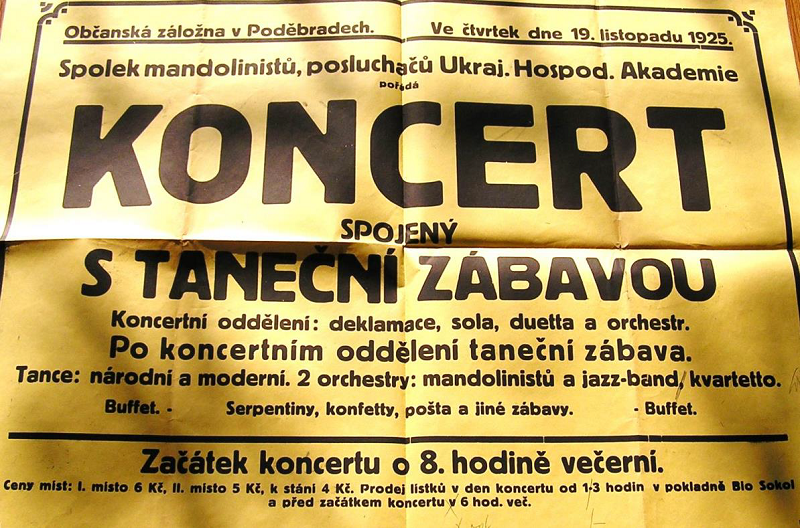 Občanská záložna v Poděbradech. Ve čtvrtek dne 19. listopadu 1925.
Spolek mandolinistů, posluchačů Ukraj. Hospod. Akademie
pořádá
KONCERT
SPOJENÝ
S TANEČNÍ ZÁBAVOU
Koncertní oddělení: deklamace, sola, duetta a orchestr.
Po koncertním oddělení taneční zábava.
Tance: národní a moderní. 2 orchestry: mandolinistů a jazz-band, kvartetto.
Buffet. - Serpentiny, konfetty, pošta a jiné zábavy. - Buffet.
Začátek koncertu o 8. hodině večerní.
Ceny míst: I. místo 6 Kč, II. místo 5 Kč, k stání 4 Kč. Prodej lístků v den koncertu od 1-3 hodin v pokladně Bio Sokol
a před začátkem koncertu v 6 hod. več.